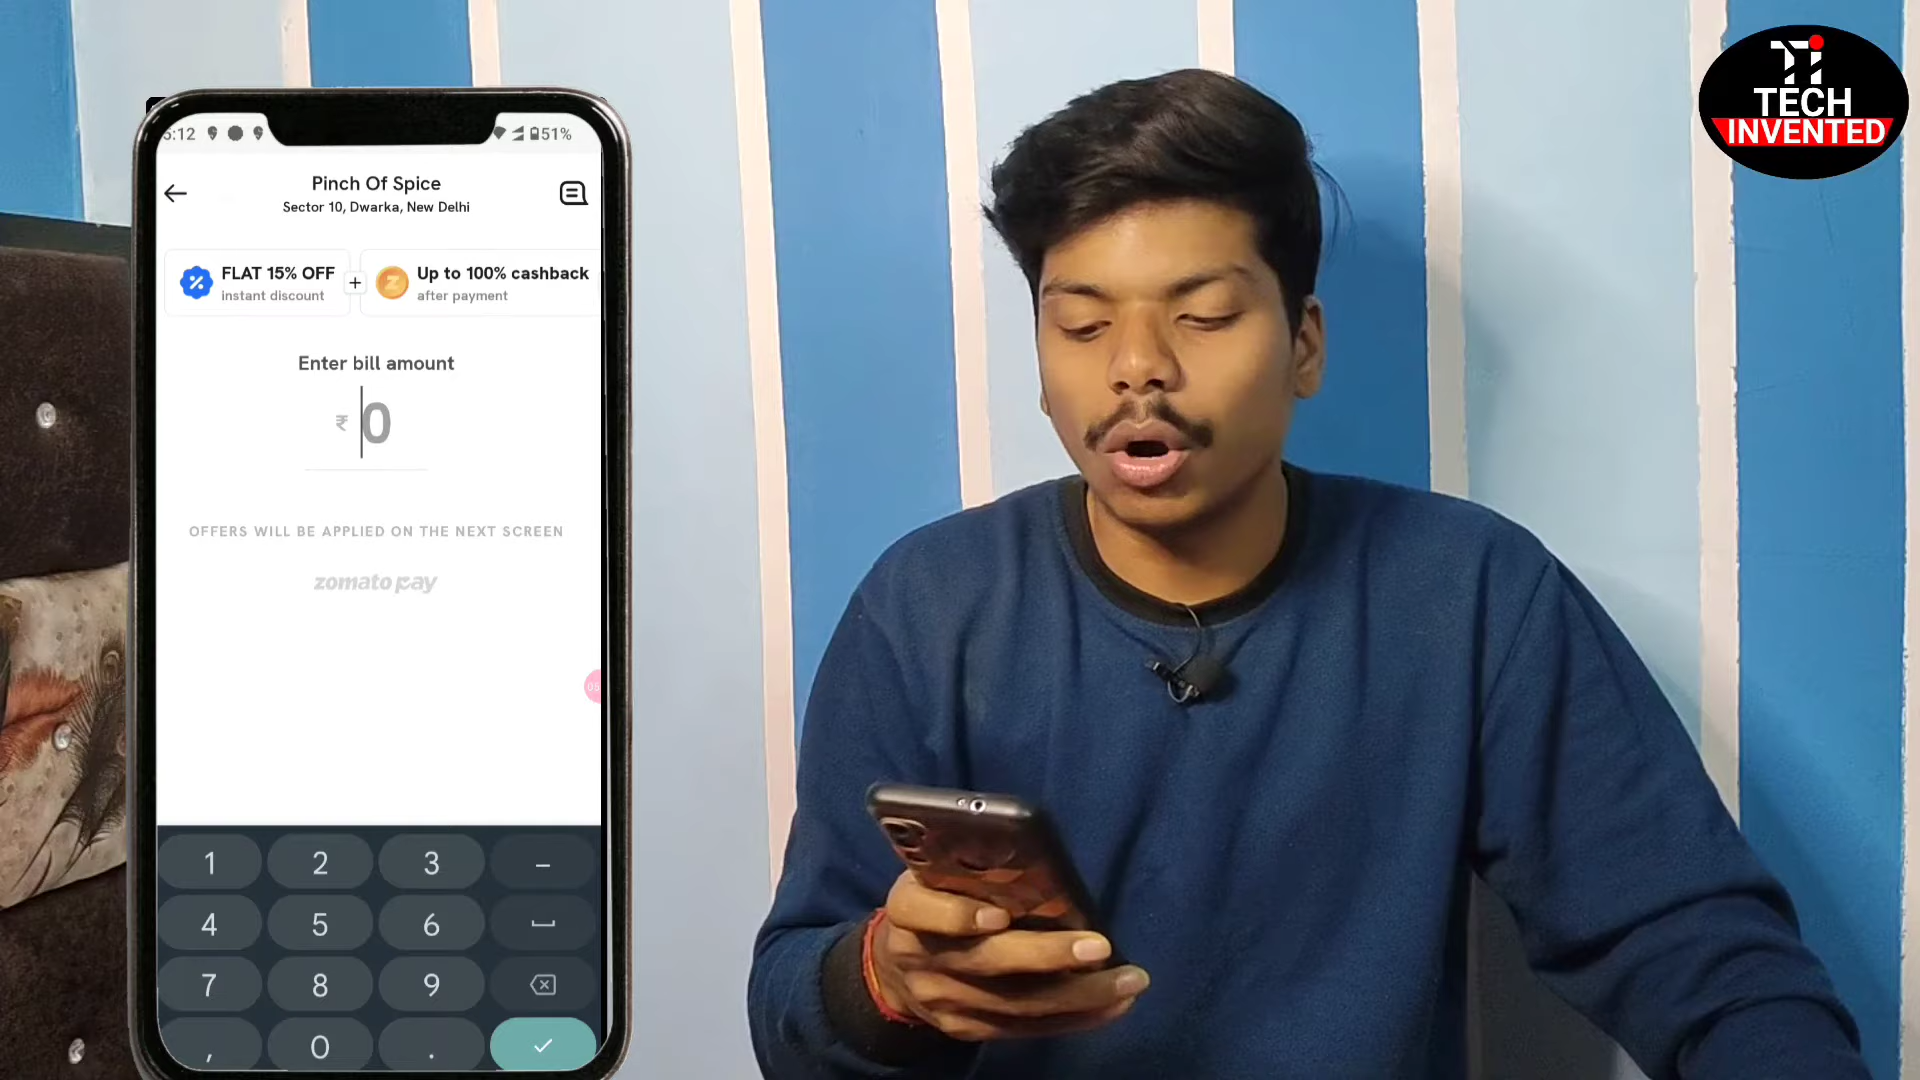 5:12
51%
Pinch Of Spice
Sector 10, Dwarka, New Delhi
FLAT 15% OFF
instant discount
+
Up to 100% cashback
after payment
Enter bill amount
₹ 0
OFFERS WILL BE APPLIED ON THE NEXT SCREEN
zomato pay
05
1 2 3 –
4 5 6
7 8 9
, 0 .
Ti
TECH
INVENTED